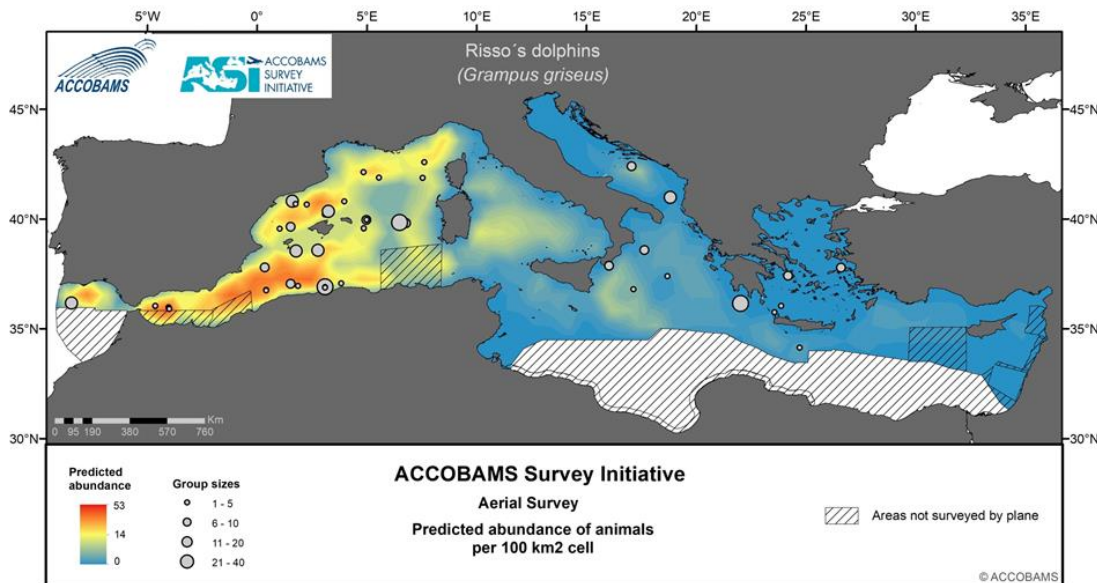 5°W 0° 5°E 10°E 15°E 20°E 25°E 30°E 35°E
ACCOBAMS
ASI ACCOBAMS
SURVEY
INITIATIVE
Risso´s dolphins
(Grampus griseus)
45°N 45°N
40°N 40°N
35°N 35°N
Km
0 95 190 380 570 760
30°N 30°N
Predicted
abundance
53
14
0
Group sizes
1 - 5
6 - 10
11 - 20
21 - 40
ACCOBAMS Survey Initiative
Aerial Survey
Predicted abundance of animals
per 100 km2 cell
Areas not surveyed by plane
© ACCOBAMS